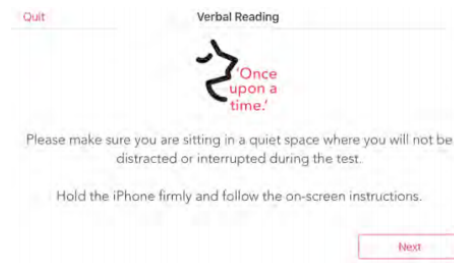 Quit
Verbal Reading
'Once
upon a
time.'
Please make sure you are sitting in a quiet space where you will not be
distracted or interrupted during the test.
Hold the iPhone firmly and follow the on-screen instructions.
Next